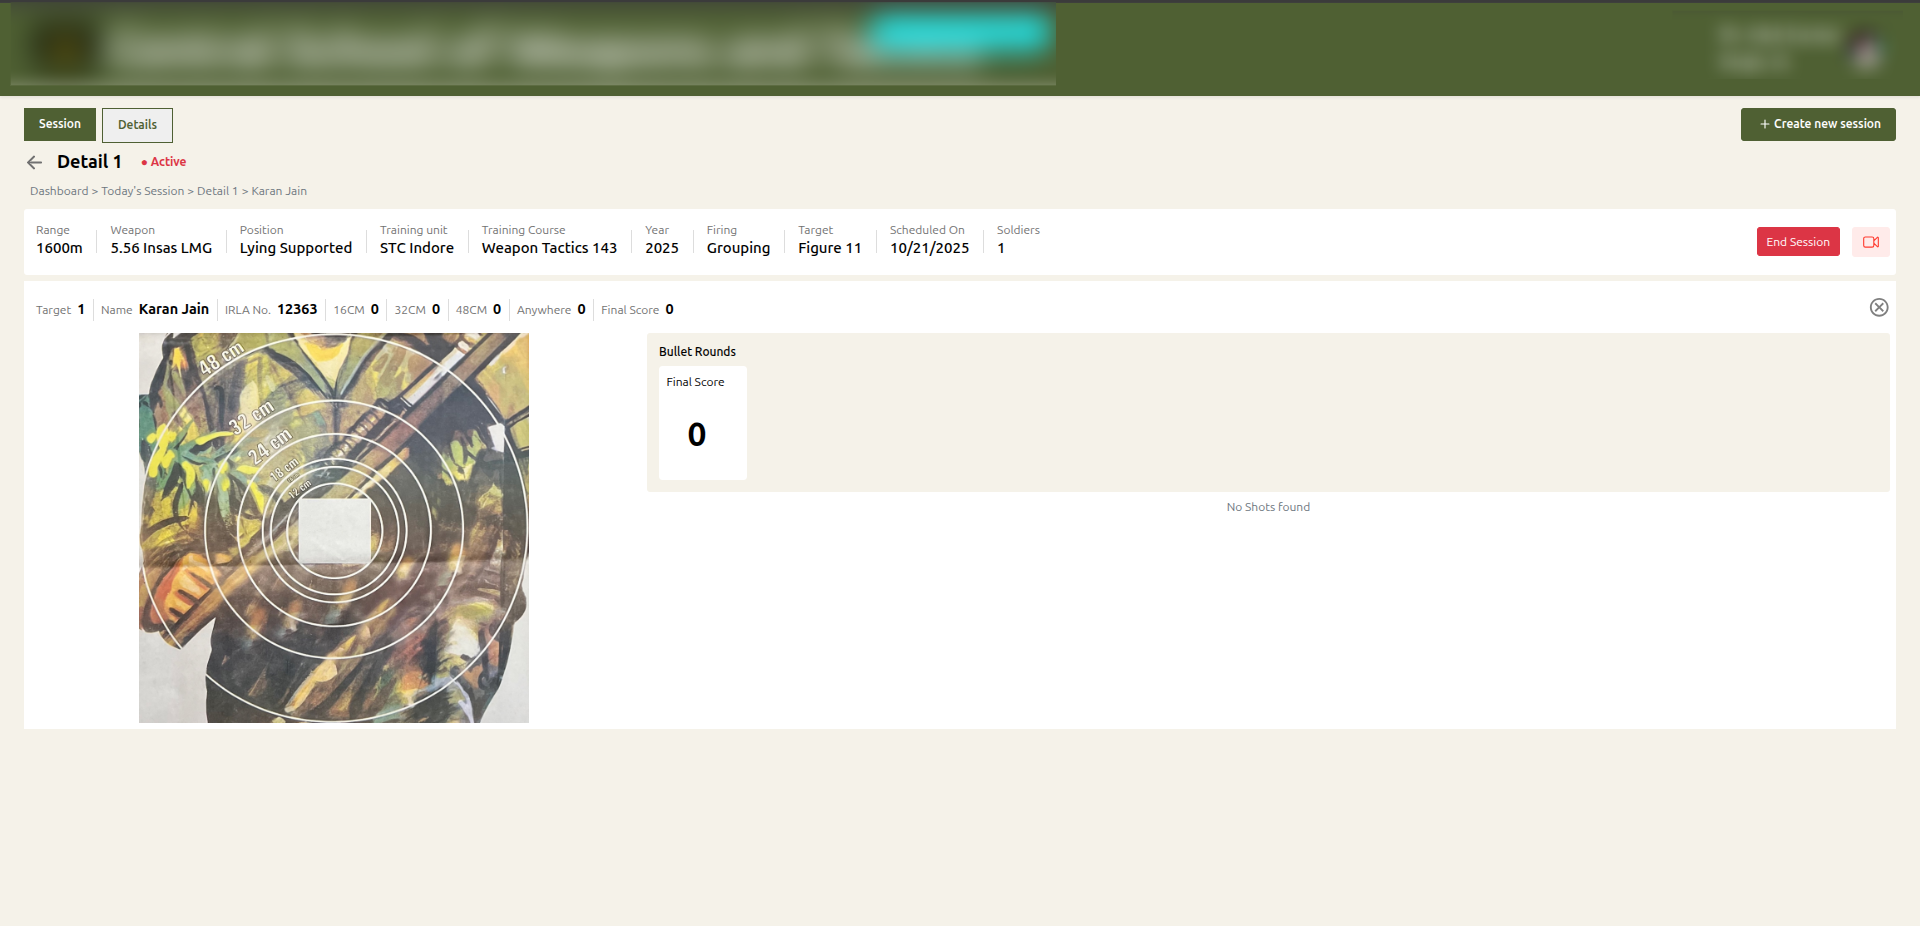 Session
Details
+ Create new session
Detail 1
Active
Dashboard > Today's Session > Detail 1 > Karan Jain
Range Weapon Position Training unit Training Course Year Firing Target Scheduled On Soldiers
1600m 5.56 Insas LMG Lying Supported STC Indore Weapon Tactics 143 2025 Grouping Figure 11 10/21/2025 1
End Session
Target 1 Name Karan Jain IRLA No. 12363 16CM 0 32CM 0 48CM 0 Anywhere 0 Final Score 0
48 cm
32 cm
24 cm
18 cm
12 cm
Bullet Rounds
Final Score
0
No Shots found